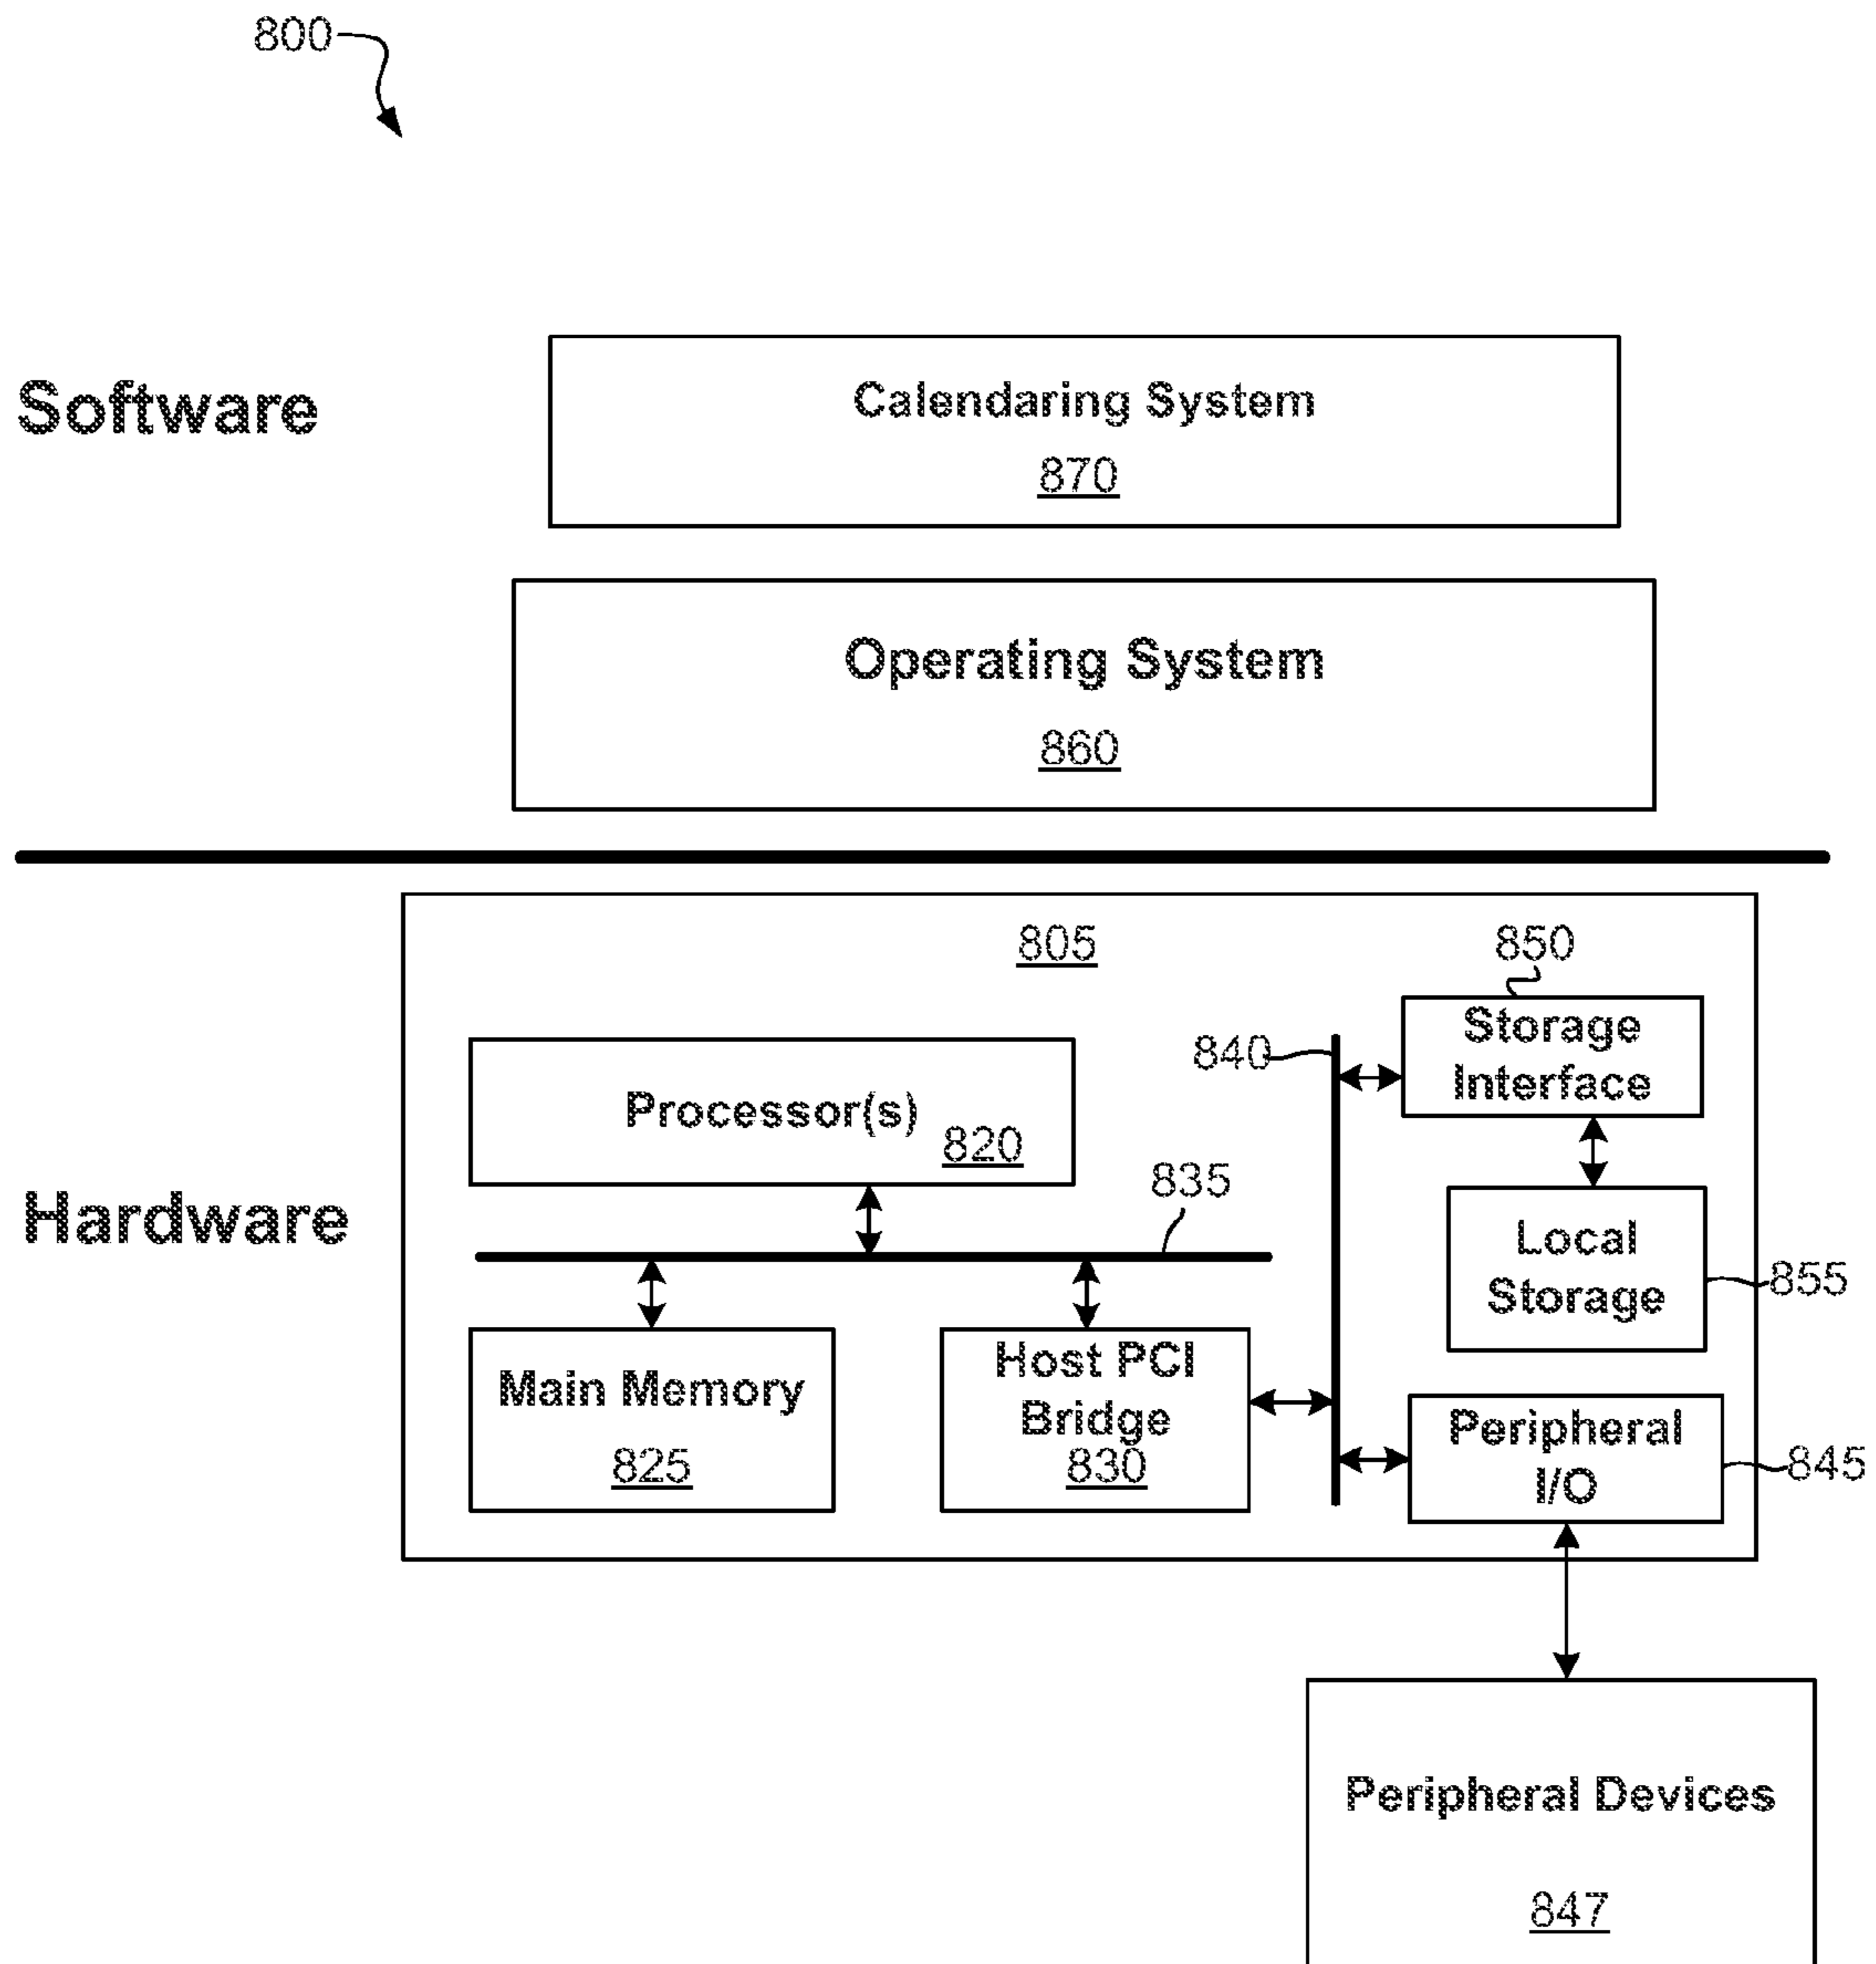 800
Software
Calendaring System
870
Operating System
860
805
850
Storage
Interface
840
Processor(s)
820
835
Hardware
Local
Storage
855
Main Memory
825
Host PCI
Bridge
830
Peripheral
I/O
845
Peripheral Devices
847